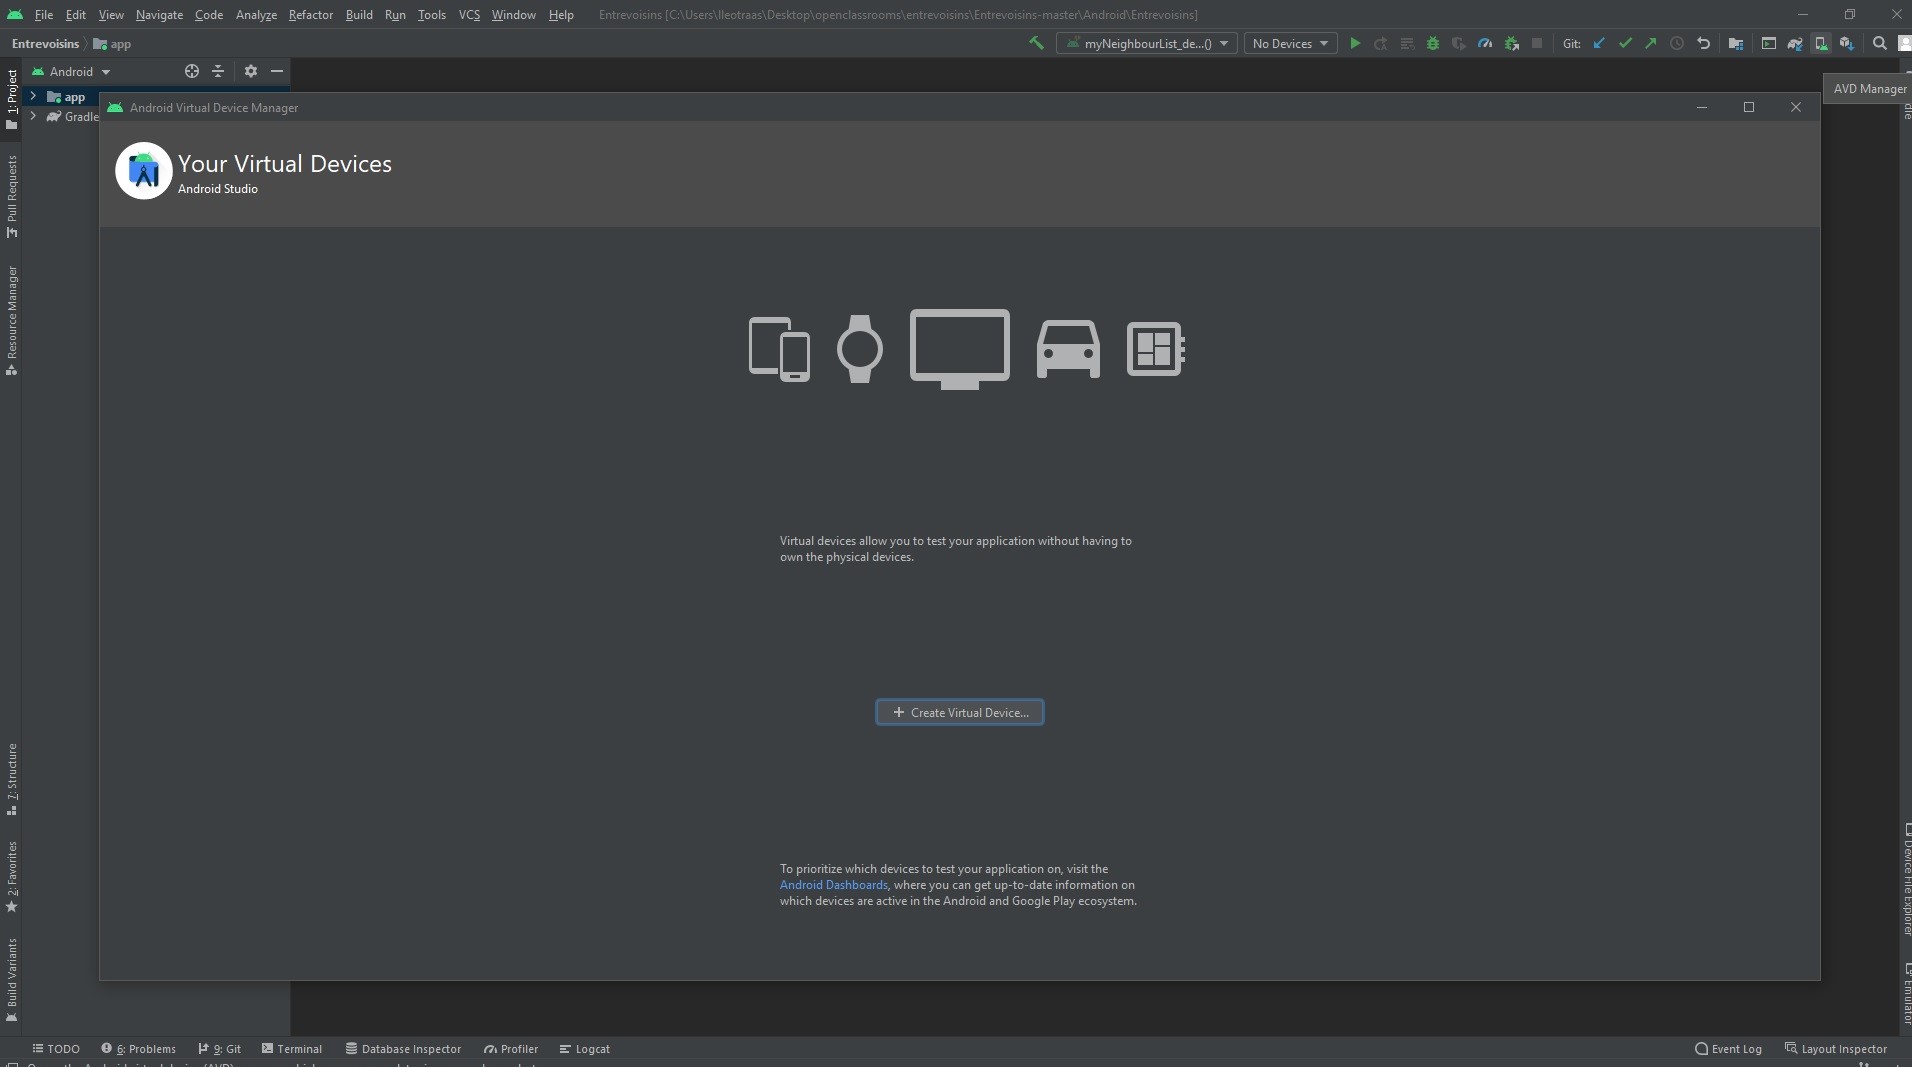 File Edit View Navigate Code Analyze Refactor Build Run Tools VCS Window Help Entrevoisins [C:\Users\lleotraas\Desktop\openclassrooms\entrevoisins\Entrevoisins-master\Android\Entrevoisins]
Entrevoisins app myNeighbourList_de...() No Devices Git:
Android
AVD Manager
app
Gradle
Android Virtual Device Manager
Your Virtual Devices
Android Studio
1: Project
Pull Requests
Resource Manager
7: Structure
2: Favorites
Build Variants
Virtual devices allow you to test your application without having to
own the physical devices.
+ Create Virtual Device...
To prioritize which devices to test your application on, visit the
Android Dashboards, where you can get up-to-date information on
which devices are active in the Android and Google Play ecosystem.
Device File Explorer
Emulator
TODO 6: Problems 9: Git Terminal Database Inspector Profiler Logcat Event Log Layout Inspector